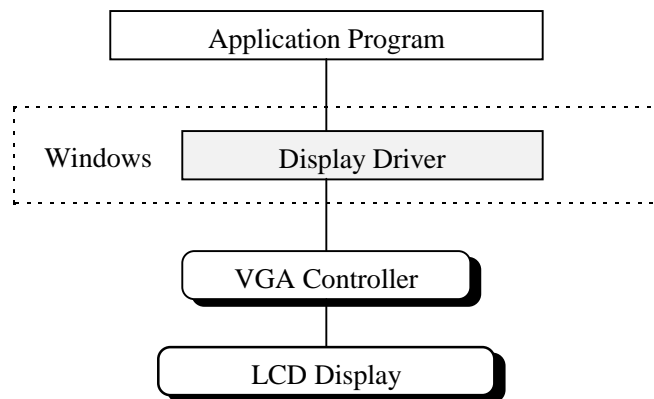 Application Program
Windows
Display Driver
VGA Controller
LCD Display